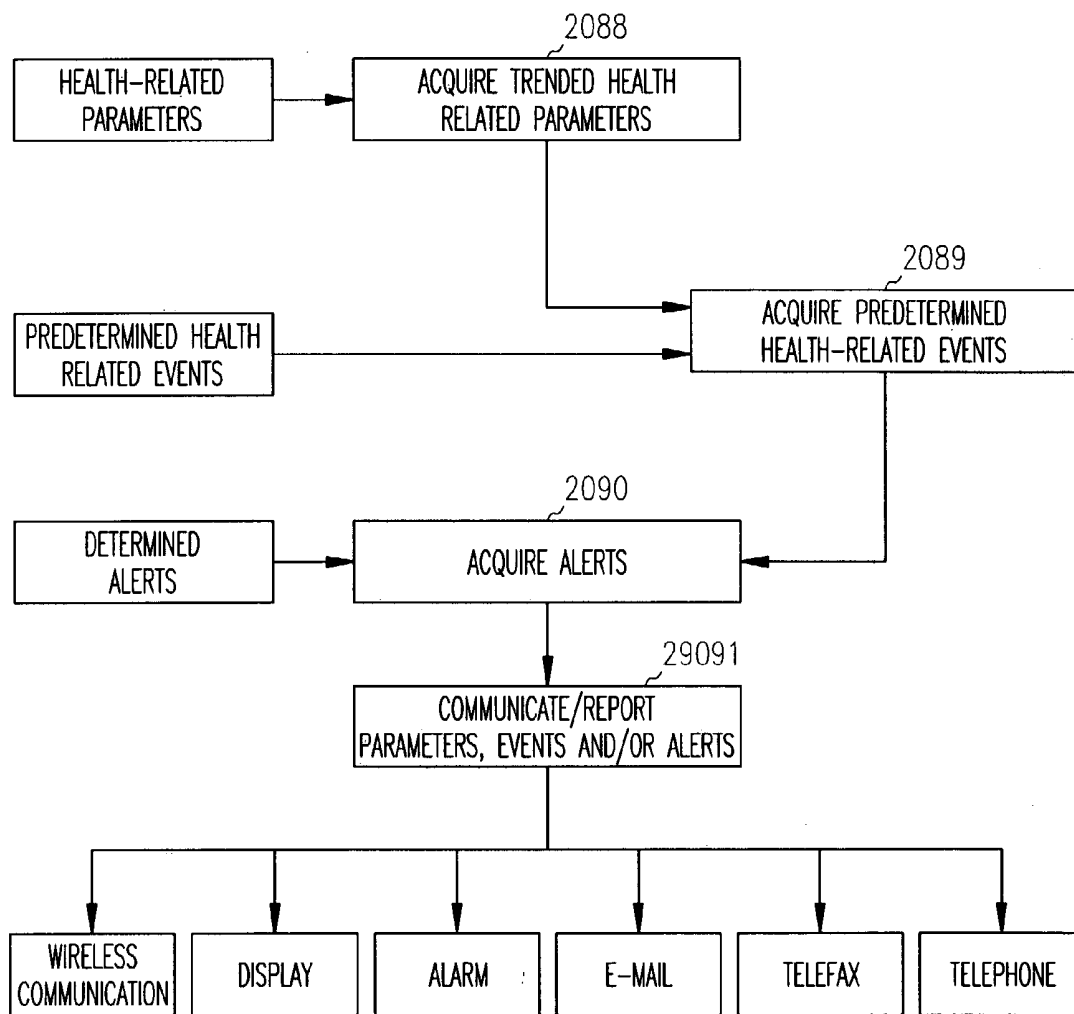 2088
HEALTH-RELATED
PARAMETERS
ACQUIRE TRENDED HEALTH
RELATED PARAMETERS
2089
PREDETERMINED HEALTH
RELATED EVENTS
ACQUIRE PREDETERMINED
HEALTH-RELATED EVENTS
2090
DETERMINED
ALERTS
ACQUIRE ALERTS
29091
COMMUNICATE/REPORT
PARAMETERS, EVENTS AND/OR ALERTS
WIRELESS
COMMUNICATION
DISPLAY
ALARM
E-MAIL
TELEFAX
TELEPHONE